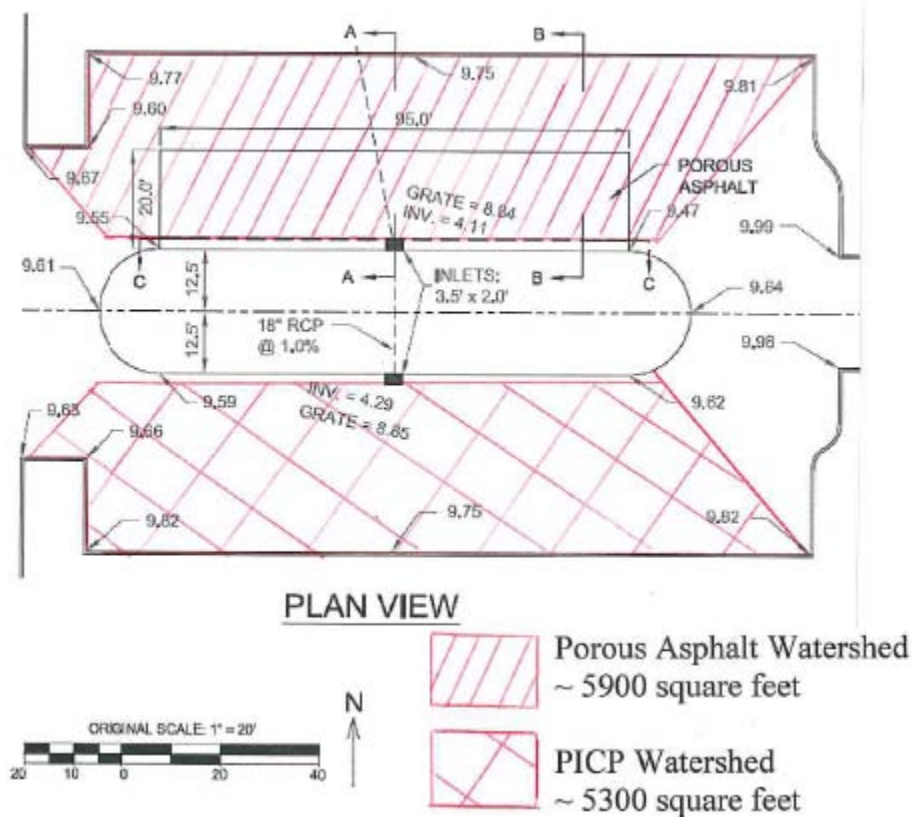 A
B
9.77
9.75
9.81
9.60
95.0'
POROUS
ASPHALT
9.67
20.0'
GRATE = 8.84
INV. = 4.11
9.55
9.47
9.99
9.61
C
12.5'
A
INLETS:
3.5' x 2.0'
B
C
9.64
18" RCP
@ 1.0%
12.5'
9.98
9.59
INV. = 4.29
GRATE = 8.65
9.62
9.63
9.66
9.82
9.75
9.82
PLAN VIEW
Porous Asphalt Watershed
~ 5900 square feet
N
ORIGINAL SCALE: 1" = 20'
20 10 0 20 40
PICP Watershed
~ 5300 square feet